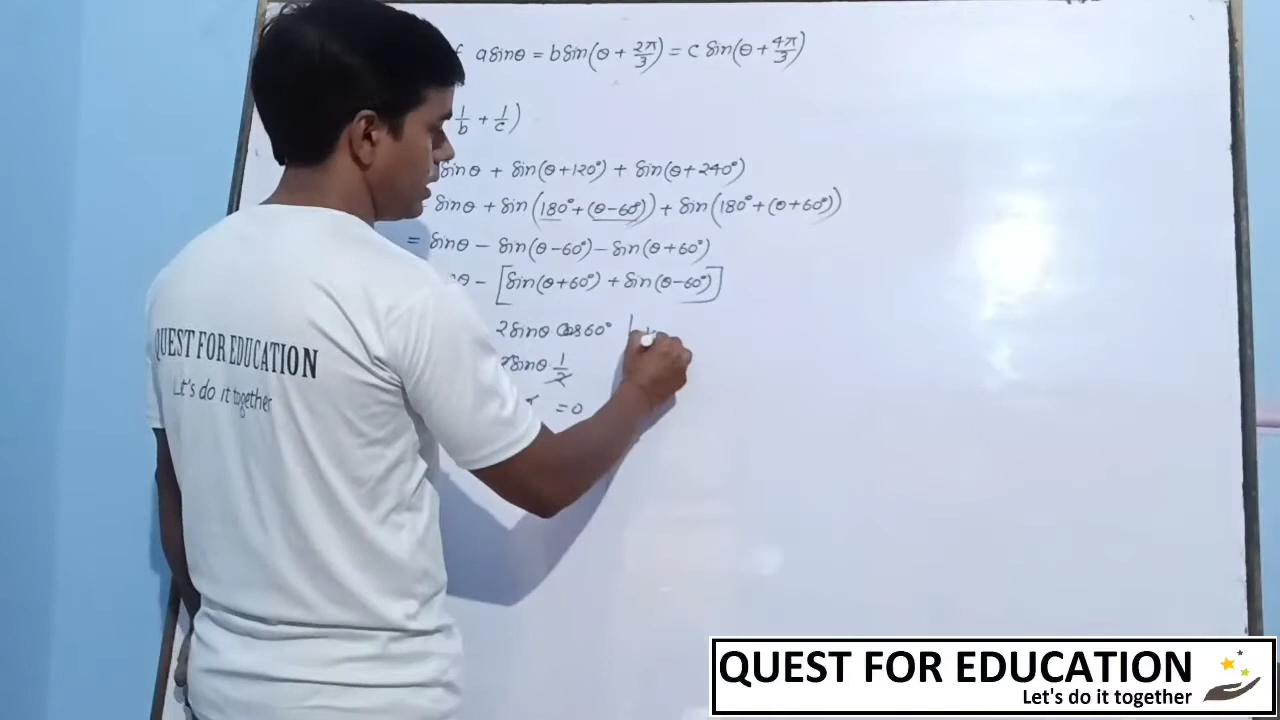 a sinθ = b sin(θ + 2π/3) = c sin(θ + 4π/3)
1/b + 1/c)
sinθ + sin(θ+120°) + sin(θ+240°)
sinθ + sin(180°+(θ-60°)) + sin(180°+(θ+60°))
= sinθ - sin(θ-60°) - sin(θ+60°)
θ - [sin(θ+60°) + sin(θ-60°)]
2sinθ cos60°
2sinθ 1/2
= 0
QUEST FOR EDUCATION
Let's do it together
QUEST FOR EDUCATION
Let's do it together